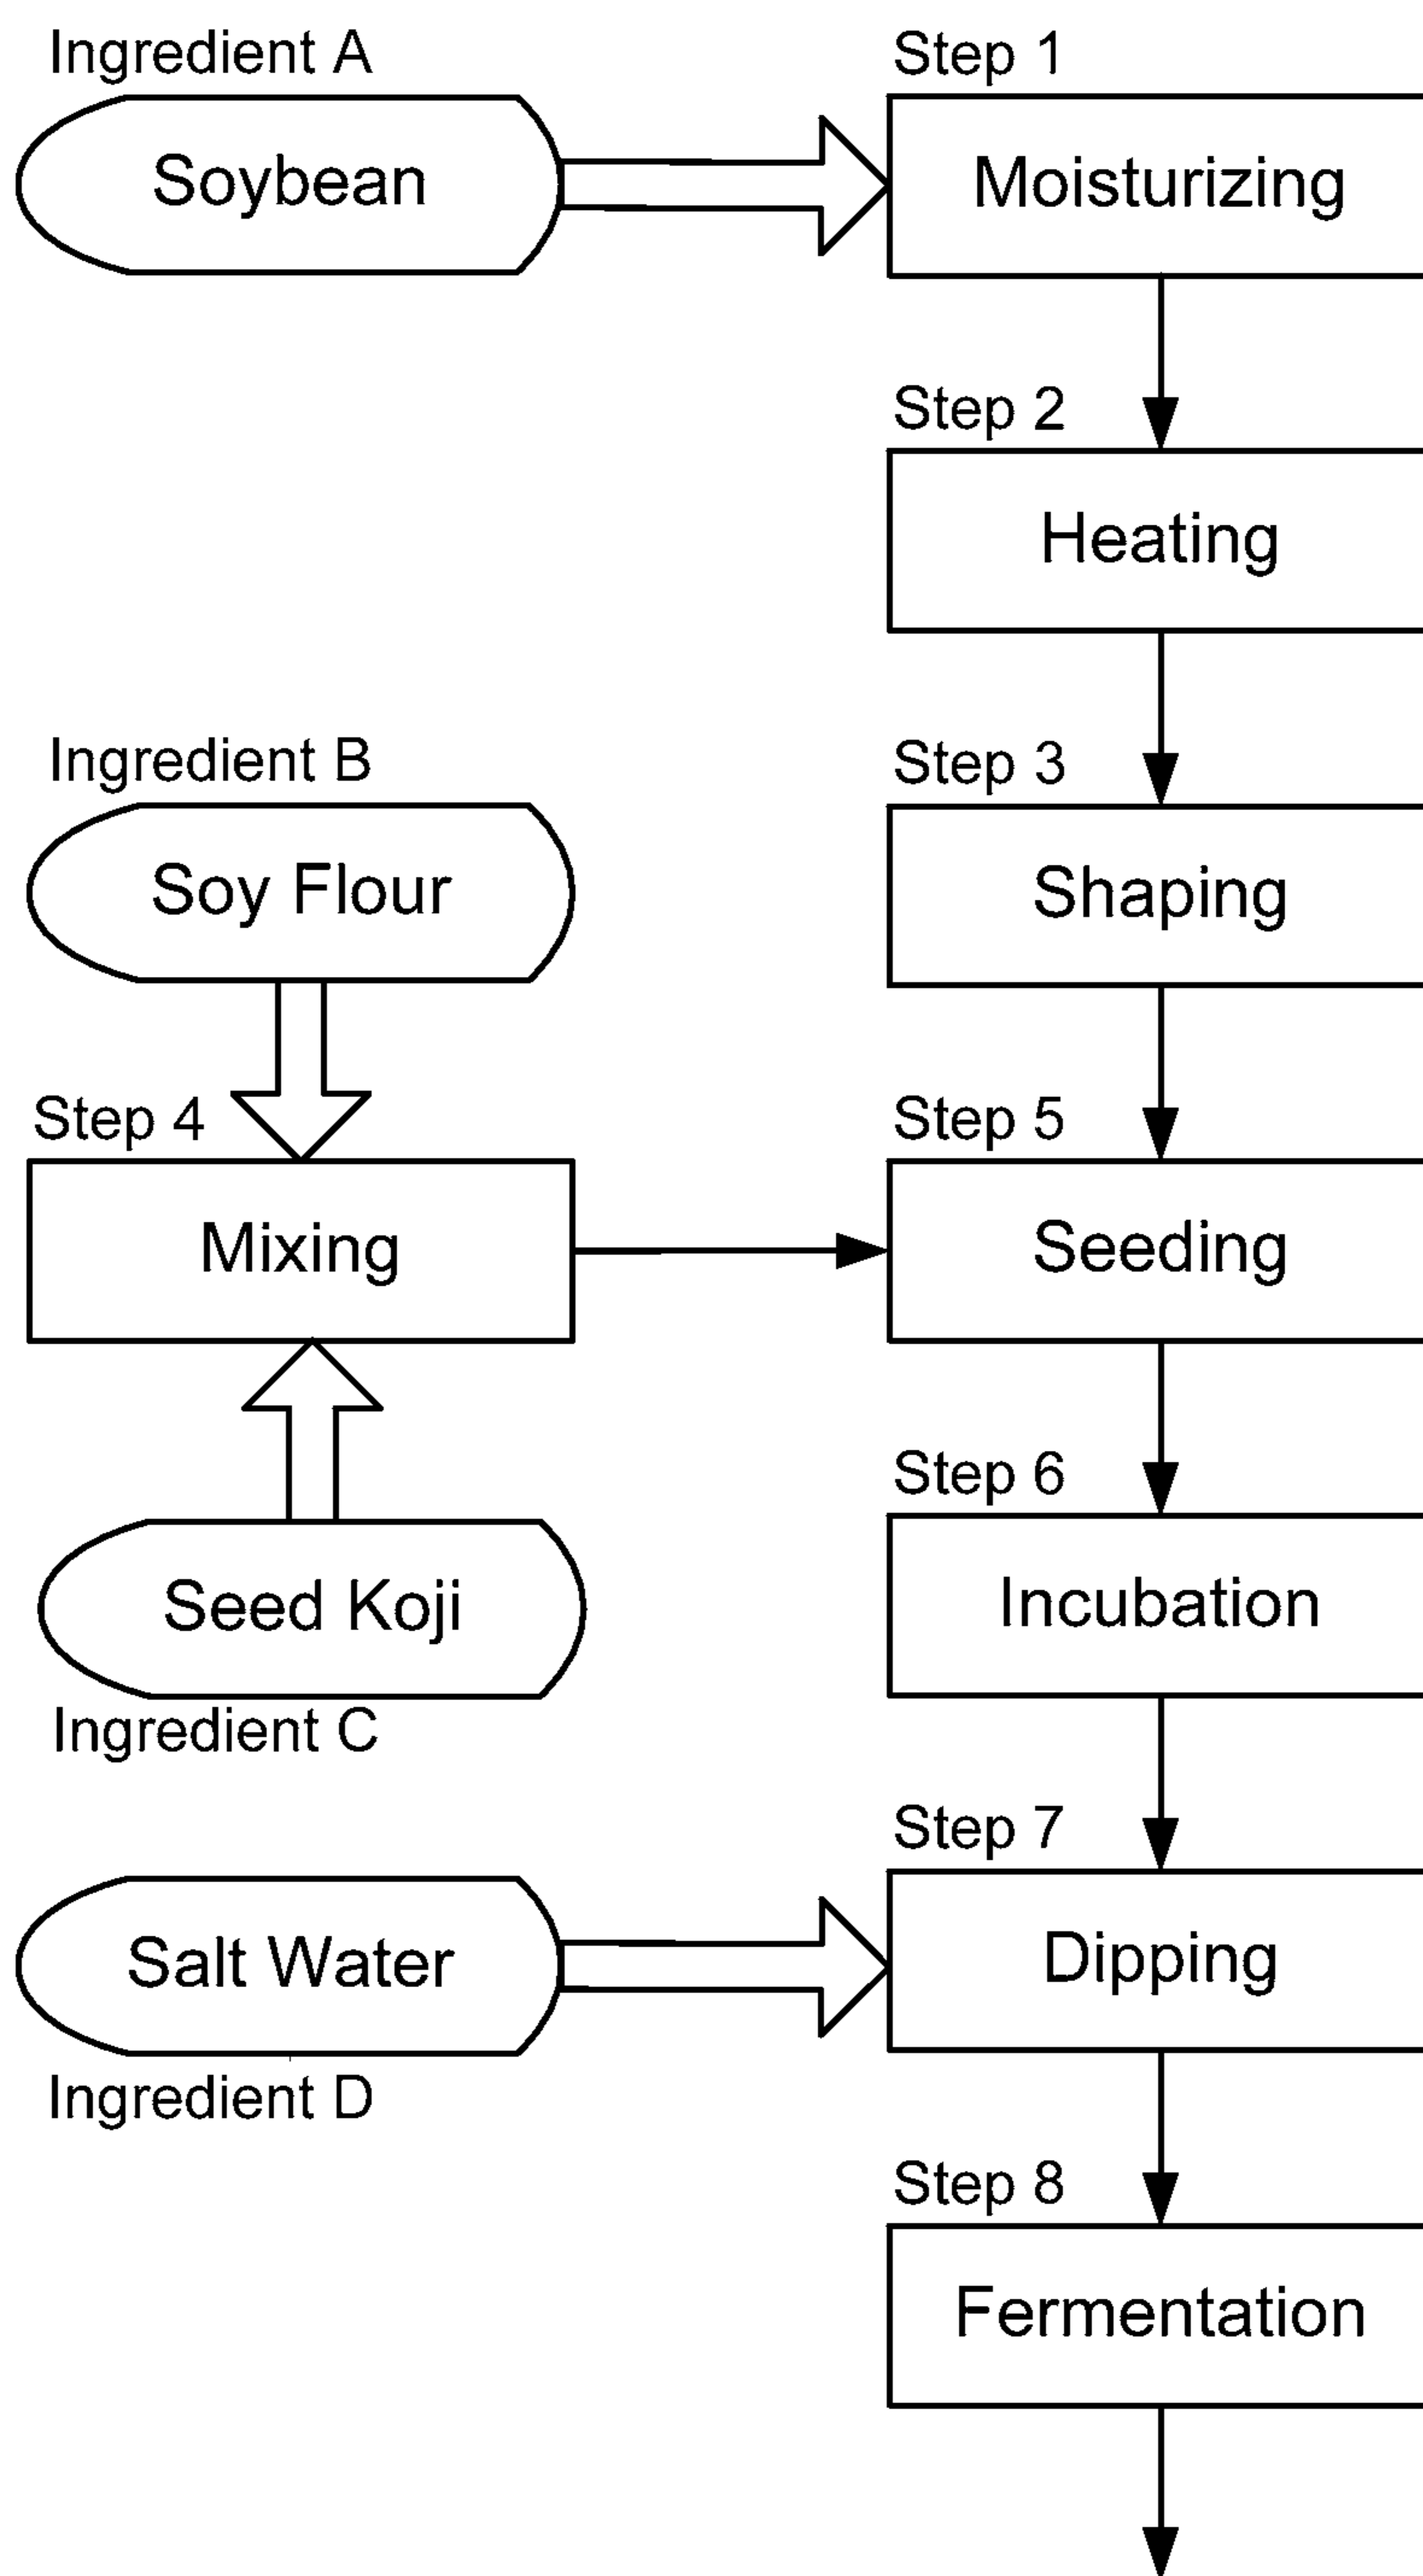 Ingredient A
Step 1
Soybean
Moisturizing
Step 2
Heating
Ingredient B
Step 3
Soy Flour
Shaping
Step 4
Step 5
Mixing
Seeding
Step 6
Seed Koji
Incubation
Ingredient C
Step 7
Salt Water
Dipping
Ingredient D
Step 8
Fermentation